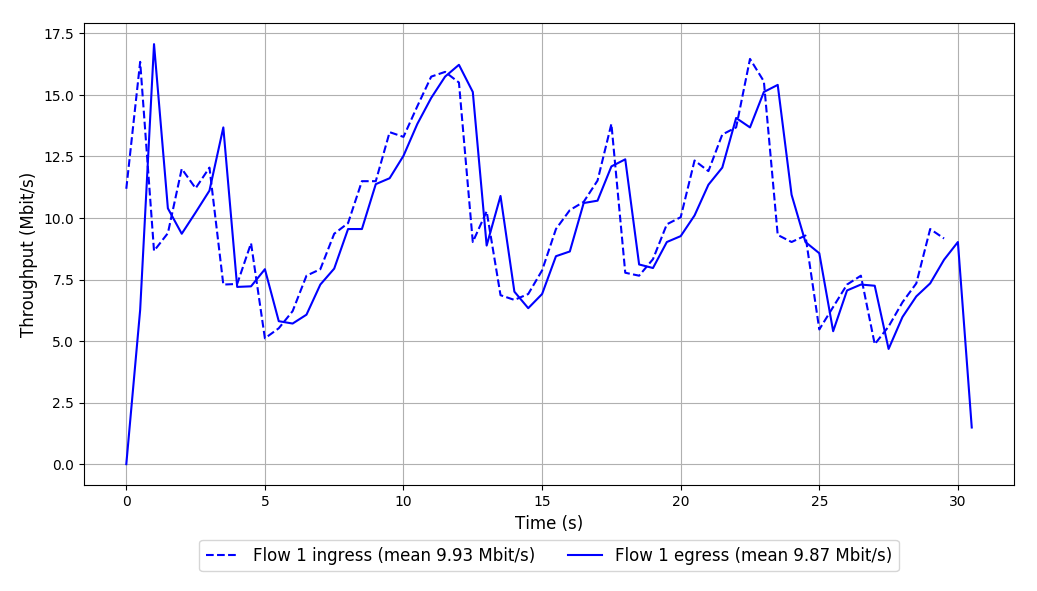 17.5
15.0
12.5
10.0
7.5
5.0
2.5
0.0
Throughput (Mbit/s)
0 5 10 15 20 25 30
Time (s)
Flow 1 ingress (mean 9.93 Mbit/s) Flow 1 egress (mean 9.87 Mbit/s)